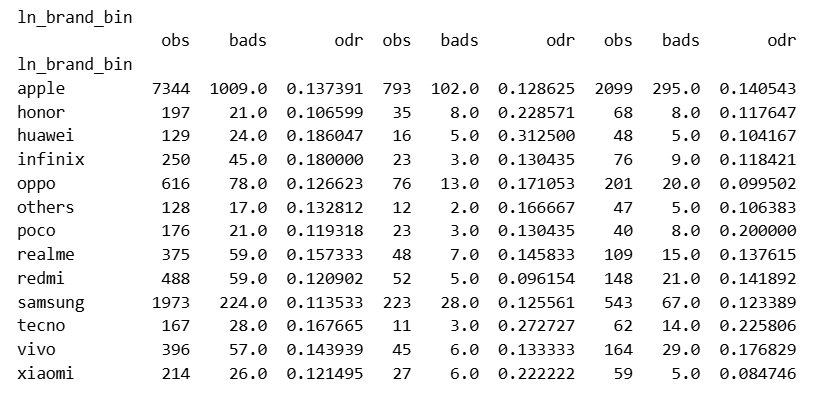 ln_brand_bin
obs bads odr obs bads odr obs bads odr
ln_brand_bin
apple 7344 1009.0 0.137391 793 102.0 0.128625 2099 295.0 0.140543
honor 197 21.0 0.106599 35 8.0 0.228571 68 8.0 0.117647
huawei 129 24.0 0.186047 16 5.0 0.312500 48 5.0 0.104167
infinix 250 45.0 0.180000 23 3.0 0.130435 76 9.0 0.118421
oppo 616 78.0 0.126623 76 13.0 0.171053 201 20.0 0.099502
others 128 17.0 0.132812 12 2.0 0.166667 47 5.0 0.106383
poco 176 21.0 0.119318 23 3.0 0.130435 40 8.0 0.200000
realme 375 59.0 0.157333 48 7.0 0.145833 109 15.0 0.137615
redmi 488 59.0 0.120902 52 5.0 0.096154 148 21.0 0.141892
samsung 1973 224.0 0.113533 223 28.0 0.125561 543 67.0 0.123389
tecno 167 28.0 0.167665 11 3.0 0.272727 62 14.0 0.225806
vivo 396 57.0 0.143939 45 6.0 0.133333 164 29.0 0.176829
xiaomi 214 26.0 0.121495 27 6.0 0.222222 59 5.0 0.084746